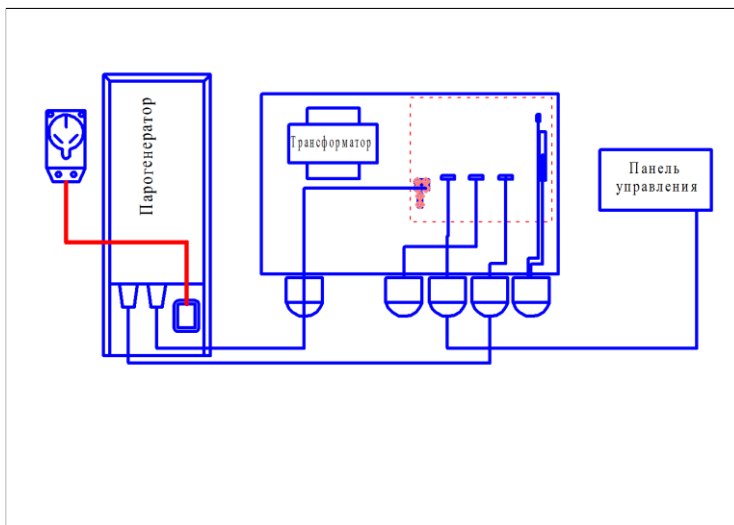 Парогенератор
Трансформатор
Панель
управления